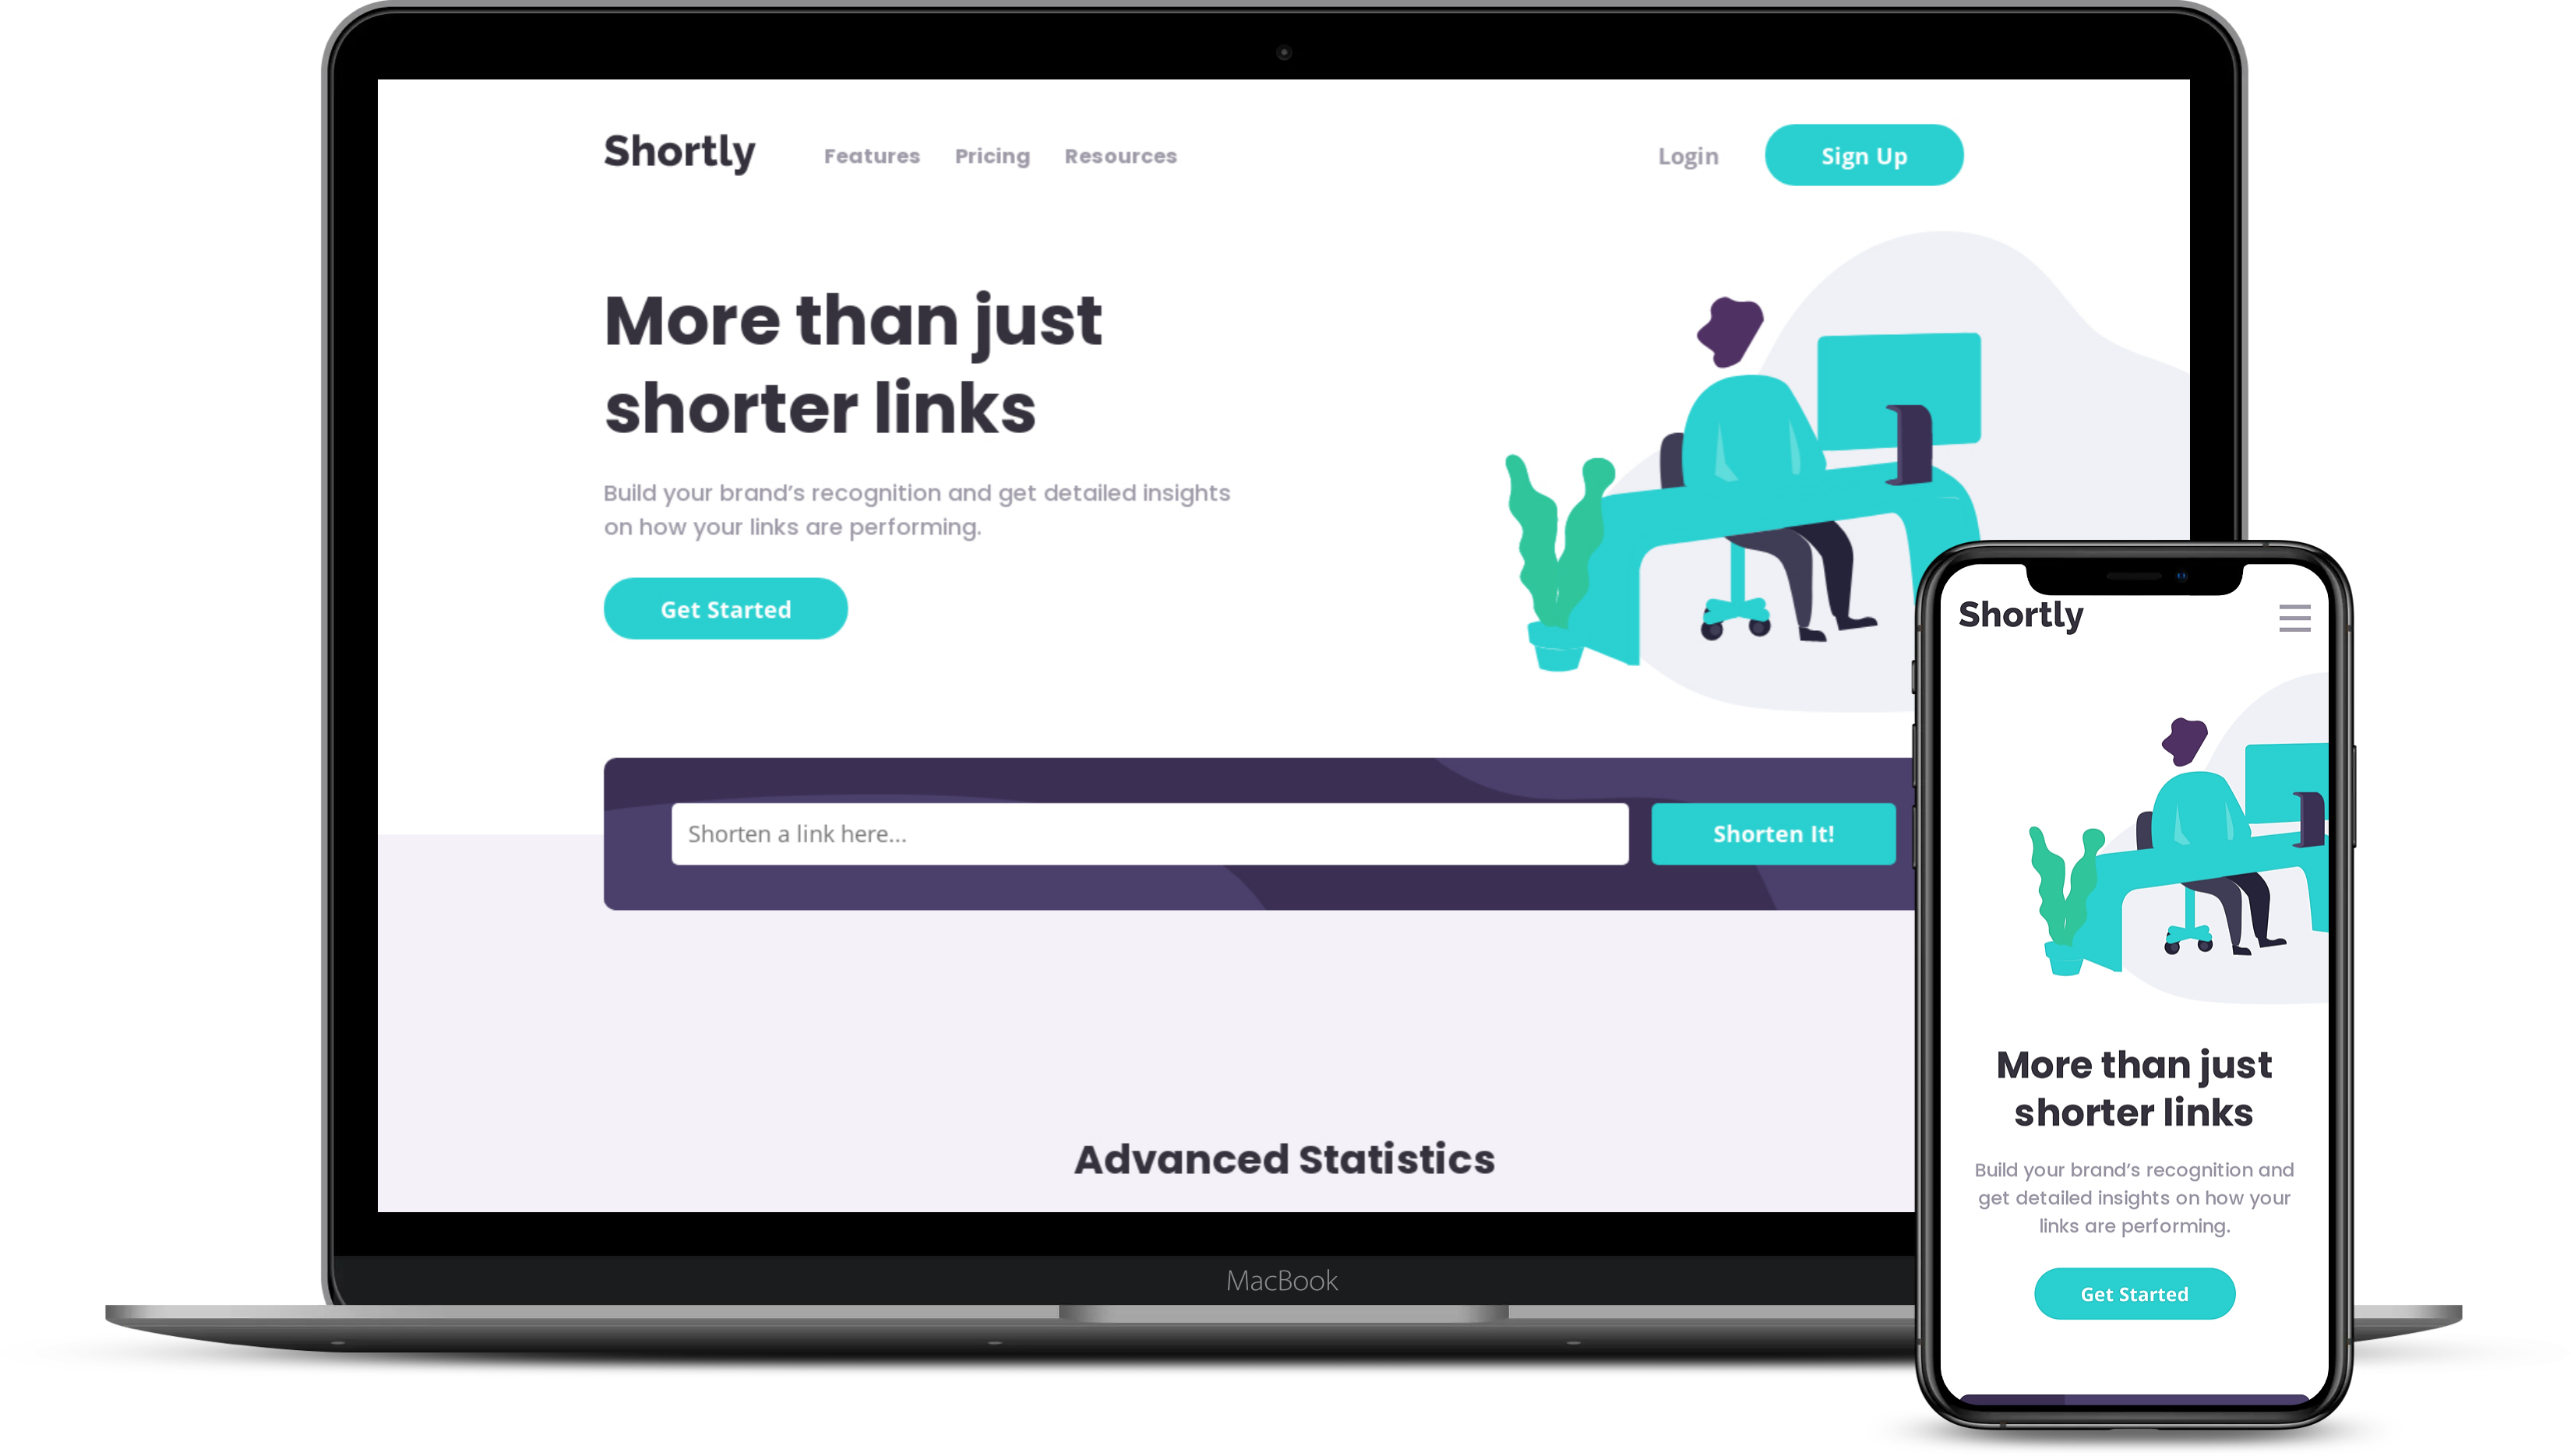 Shortly
Features
Pricing
Resources
Login
Sign Up
More than just
shorter links
Build your brand’s recognition and get detailed insights
on how your links are performing.
Get Started
Shorten a link here...
Shorten It!
Advanced Statistics
MacBook
Shortly
More than just
shorter links
Build your brand’s recognition and
get detailed insights on how your
links are performing.
Get Started